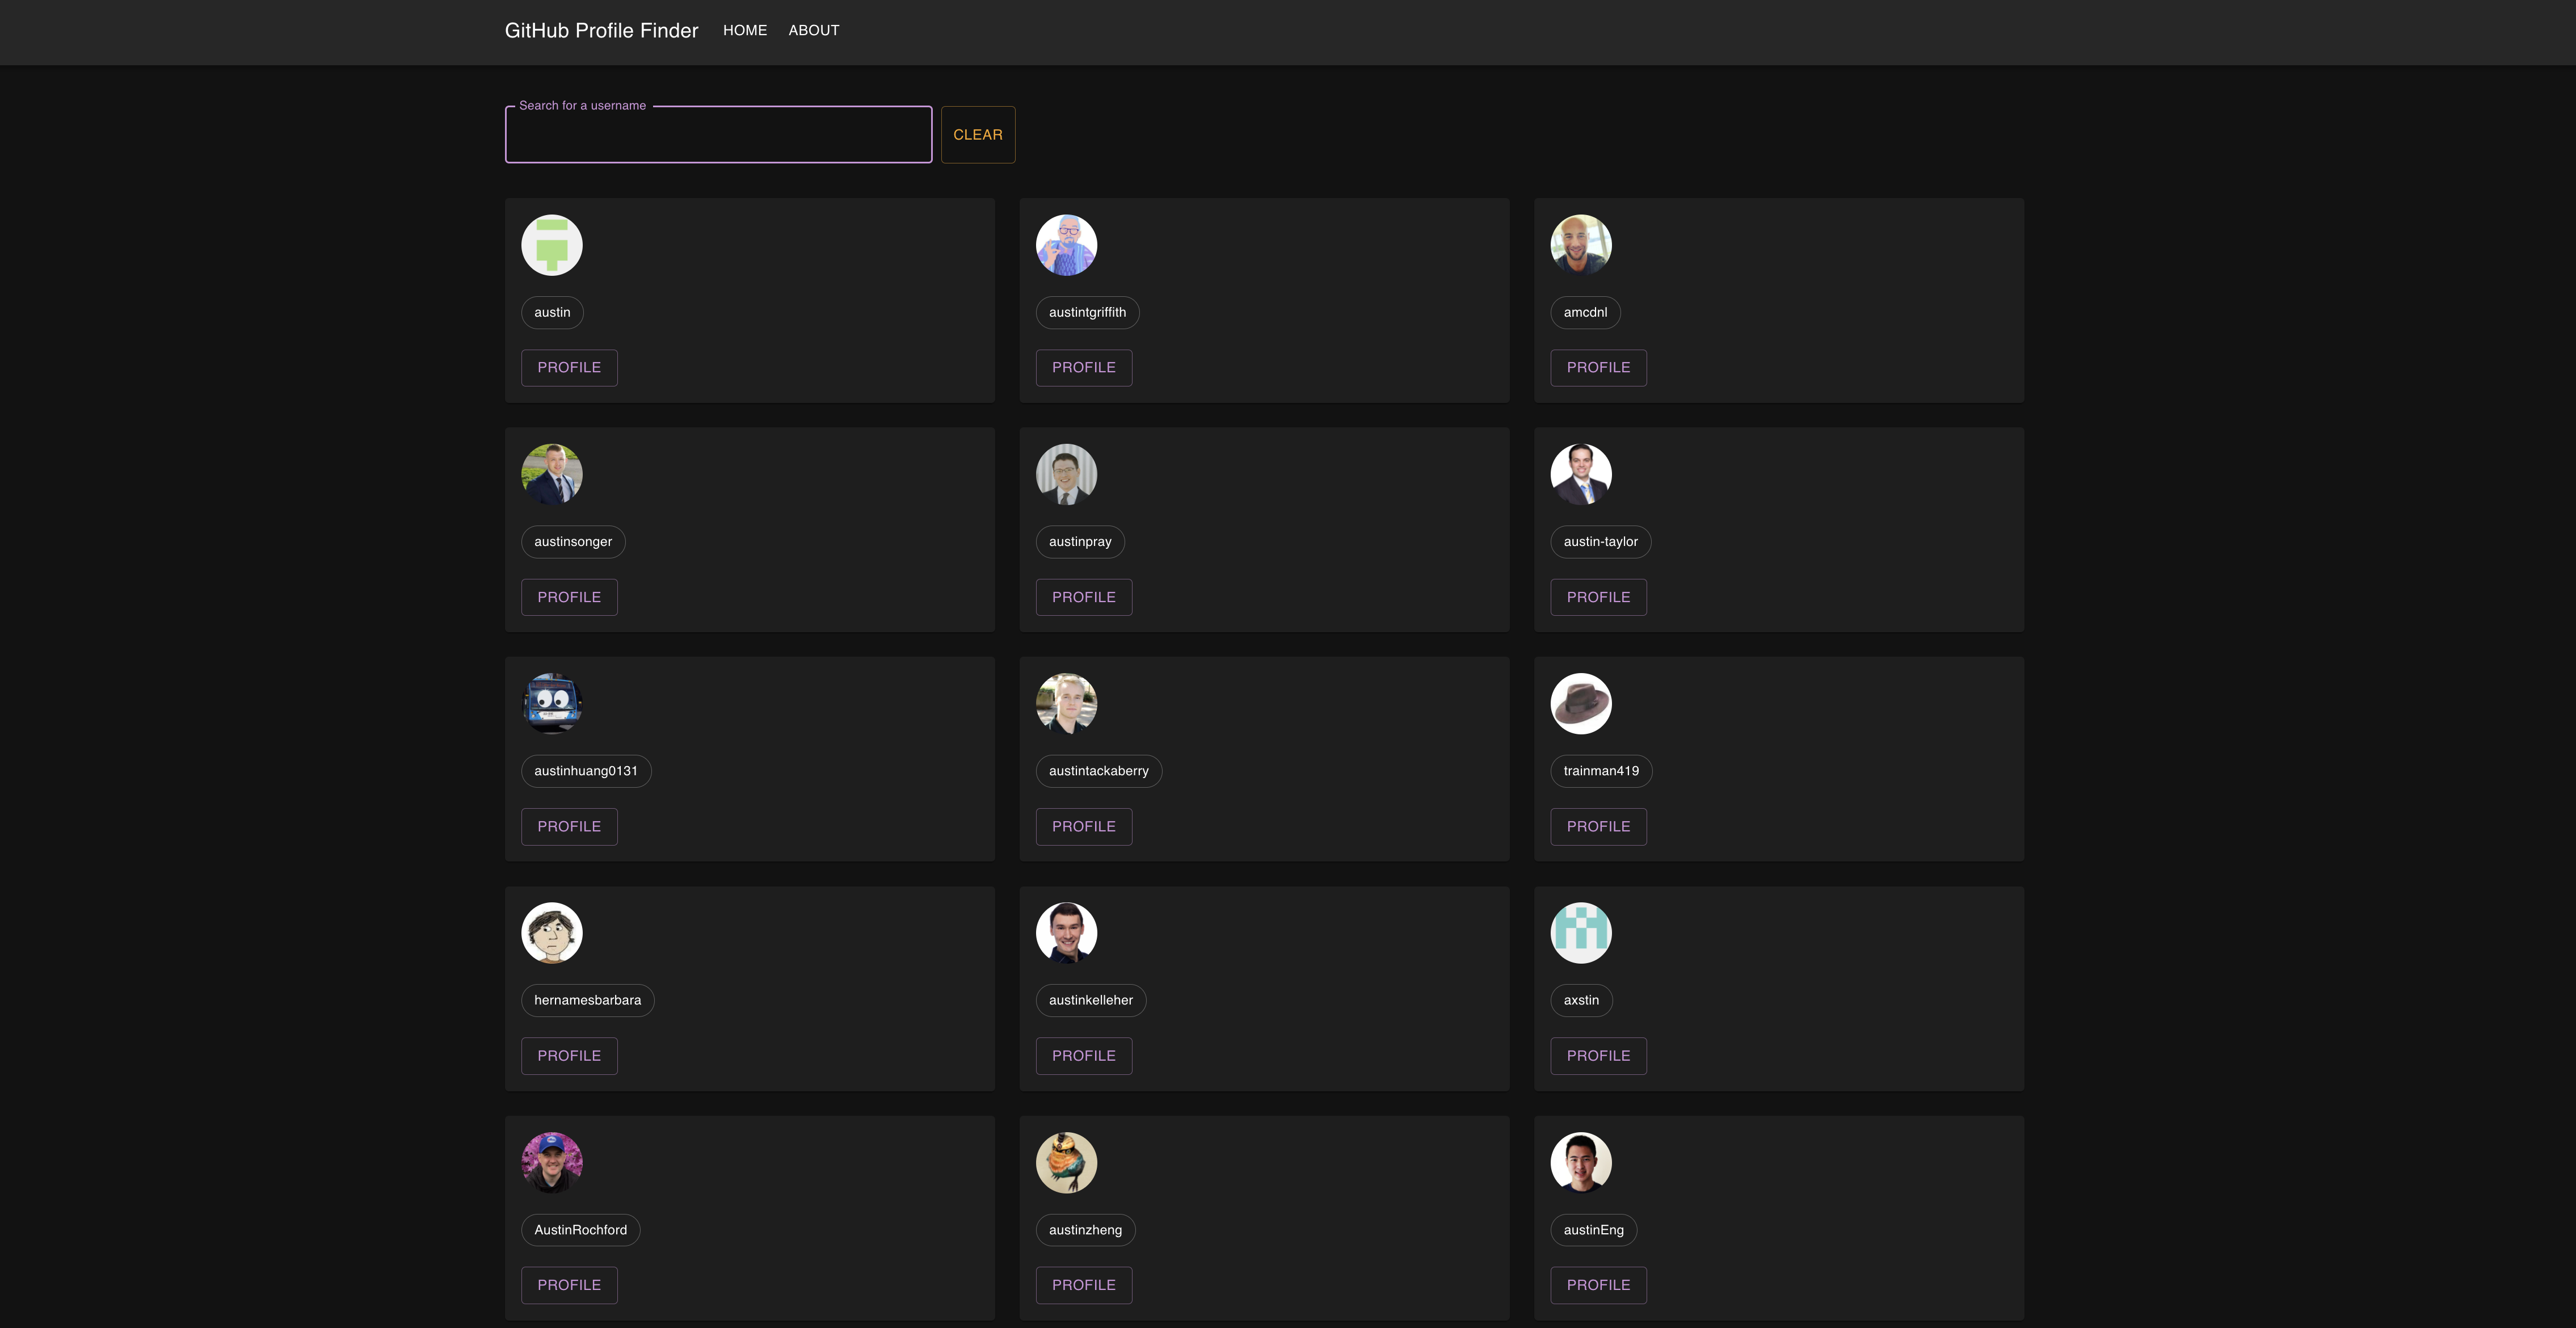 GitHub Profile Finder HOME ABOUT
Search for a username
CLEAR
austin austintgriffith amcdnl
PROFILE PROFILE PROFILE
austinsonger austinpray austin-taylor
PROFILE PROFILE PROFILE
austinhuang0131 austintackaberry trainman419
PROFILE PROFILE PROFILE
hernamesbarbara austinkelleher axstin
PROFILE PROFILE PROFILE
AustinRochford austinzheng austinEng
PROFILE PROFILE PROFILE